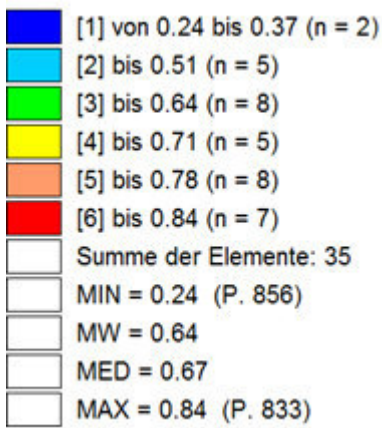 [1] von 0.24 bis 0.37 (n = 2)
[2] bis 0.51 (n = 5)
[3] bis 0.64 (n = 8)
[4] bis 0.71 (n = 5)
[5] bis 0.78 (n = 8)
[6] bis 0.84 (n = 7)
Summe der Elemente: 35
MIN = 0.24 (P. 856)
MW = 0.64
MED = 0.67
MAX = 0.84 (P. 833)